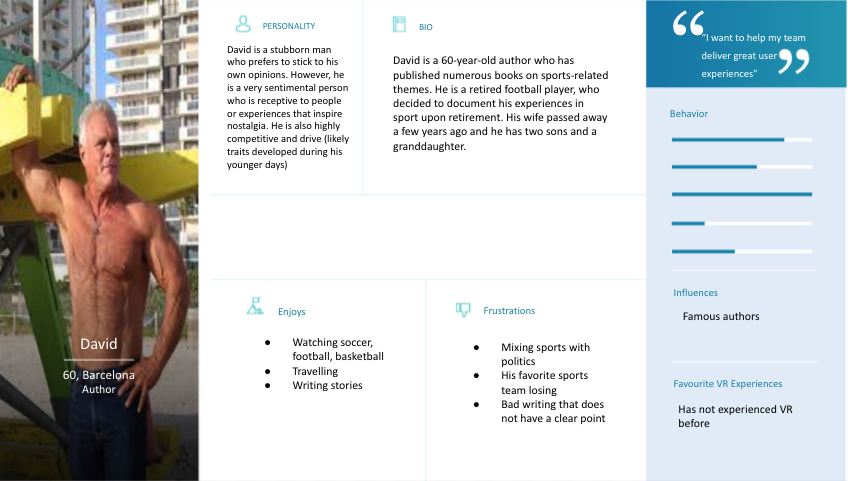 David
60, Barcelona
Author
PERSONALITY
David is a stubborn man
who prefers to stick to his
own opinions. However, he
is a very sentimental person
who is receptive to people
or experiences that inspire
nostalgia. He is also highly
competitive and drive (likely
traits developed during his
younger days)
BIO
David is a 60-year-old author who has
published numerous books on sports-related
themes. He is a retired football player, who
decided to document his experiences in
sport upon retirement. His wife passed away
a few years ago and he has two sons and a
granddaughter.
Enjoys
● Watching soccer,
football, basketball
● Travelling
● Writing stories
Frustrations
● Mixing sports with
politics
● His favorite sports
team losing
● Bad writing that does
not have a clear point
“I want to help my team
deliver great user
experiences”
Behavior
Influences
Famous authors
Favourite VR Experiences
Has not experienced VR
before